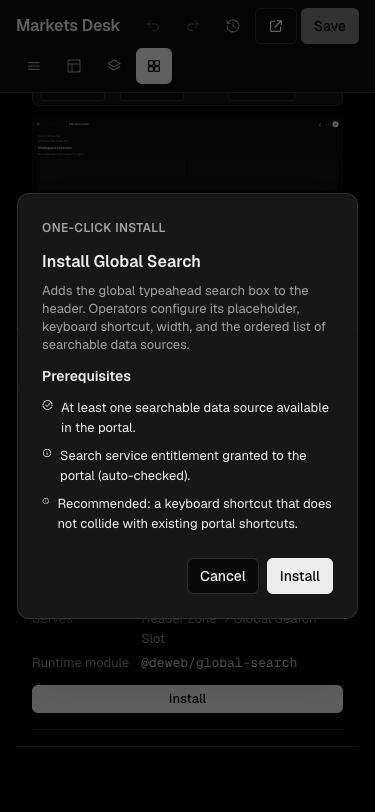 Markets Desk
Save
ONE-CLICK INSTALL
Install Global Search
Adds the global typeahead search box to the
header. Operators configure its placeholder,
keyboard shortcut, width, and the ordered list of
searchable data sources.
Prerequisites
At least one searchable data source available
in the portal.
Search service entitlement granted to the
portal (auto-checked).
Recommended: a keyboard shortcut that does
not collide with existing portal shortcuts.
Cancel
Install
Serves
Header Zone → Global Search
Slot
Runtime module
@deweb/global-search
Install